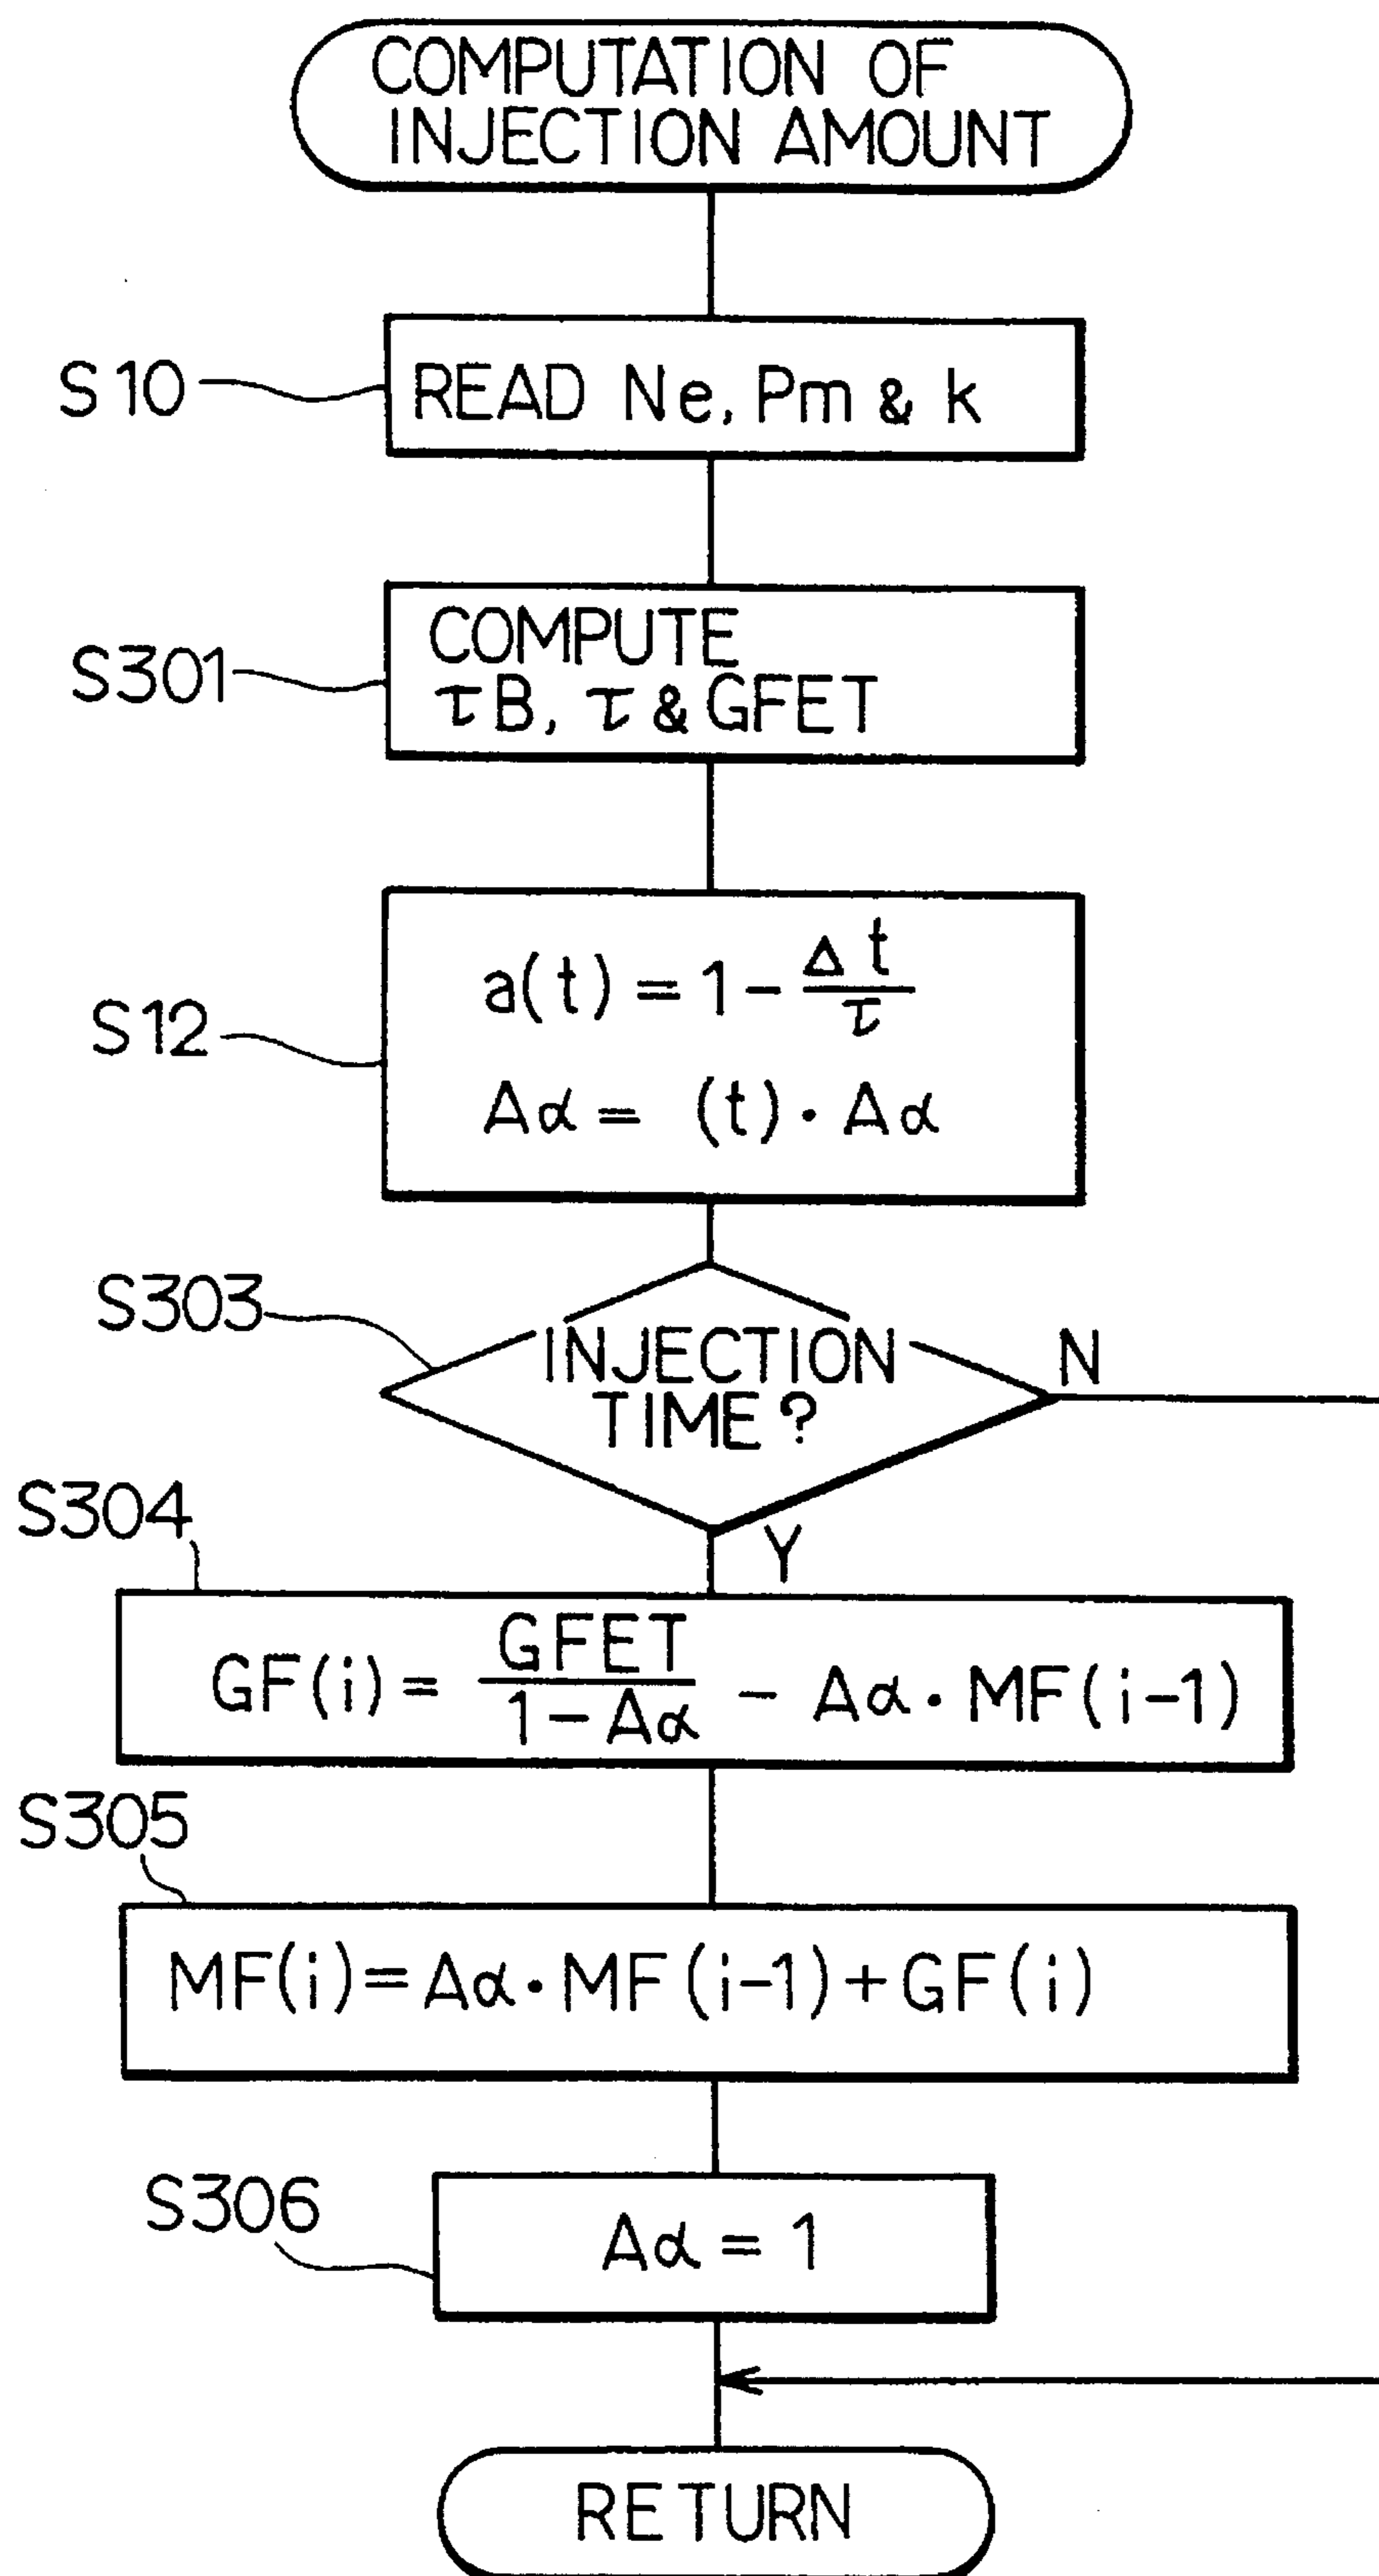 COMPUTATION OF
INJECTION AMOUNT
S10
READ Ne, Pm & k
S301
COMPUTE
τB, τ & GFET
S12
a(t) = 1 - Δt/τ
Aα = (t) · Aα
S303
INJECTION
TIME?
N
Y
S304
GF(i) = GFET/(1 - Aα) - Aα · MF(i-1)
S305
MF(i) = Aα · MF(i-1) + GF(i)
S306
Aα = 1
RETURN